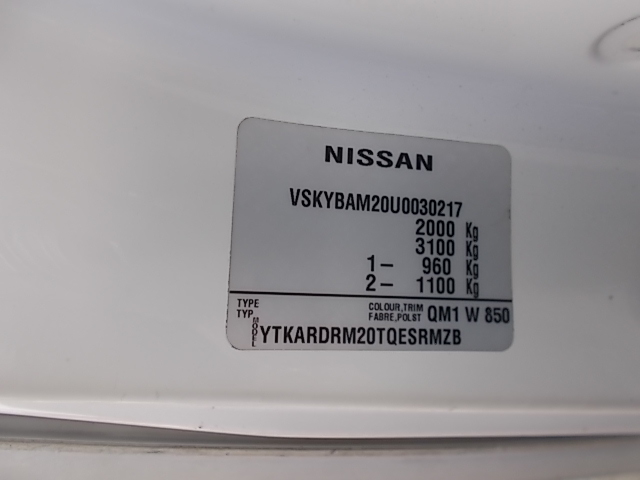 NISSAN
VSKYBAM20U0030217
2000 Kg
3100 Kg
1- 960 Kg
2- 1100 Kg
TYPE
TYP
COLOUR,TRIM
FABRE,POLST
QM1 W 850
MODEL
YTKARDRM20TQESRMZB